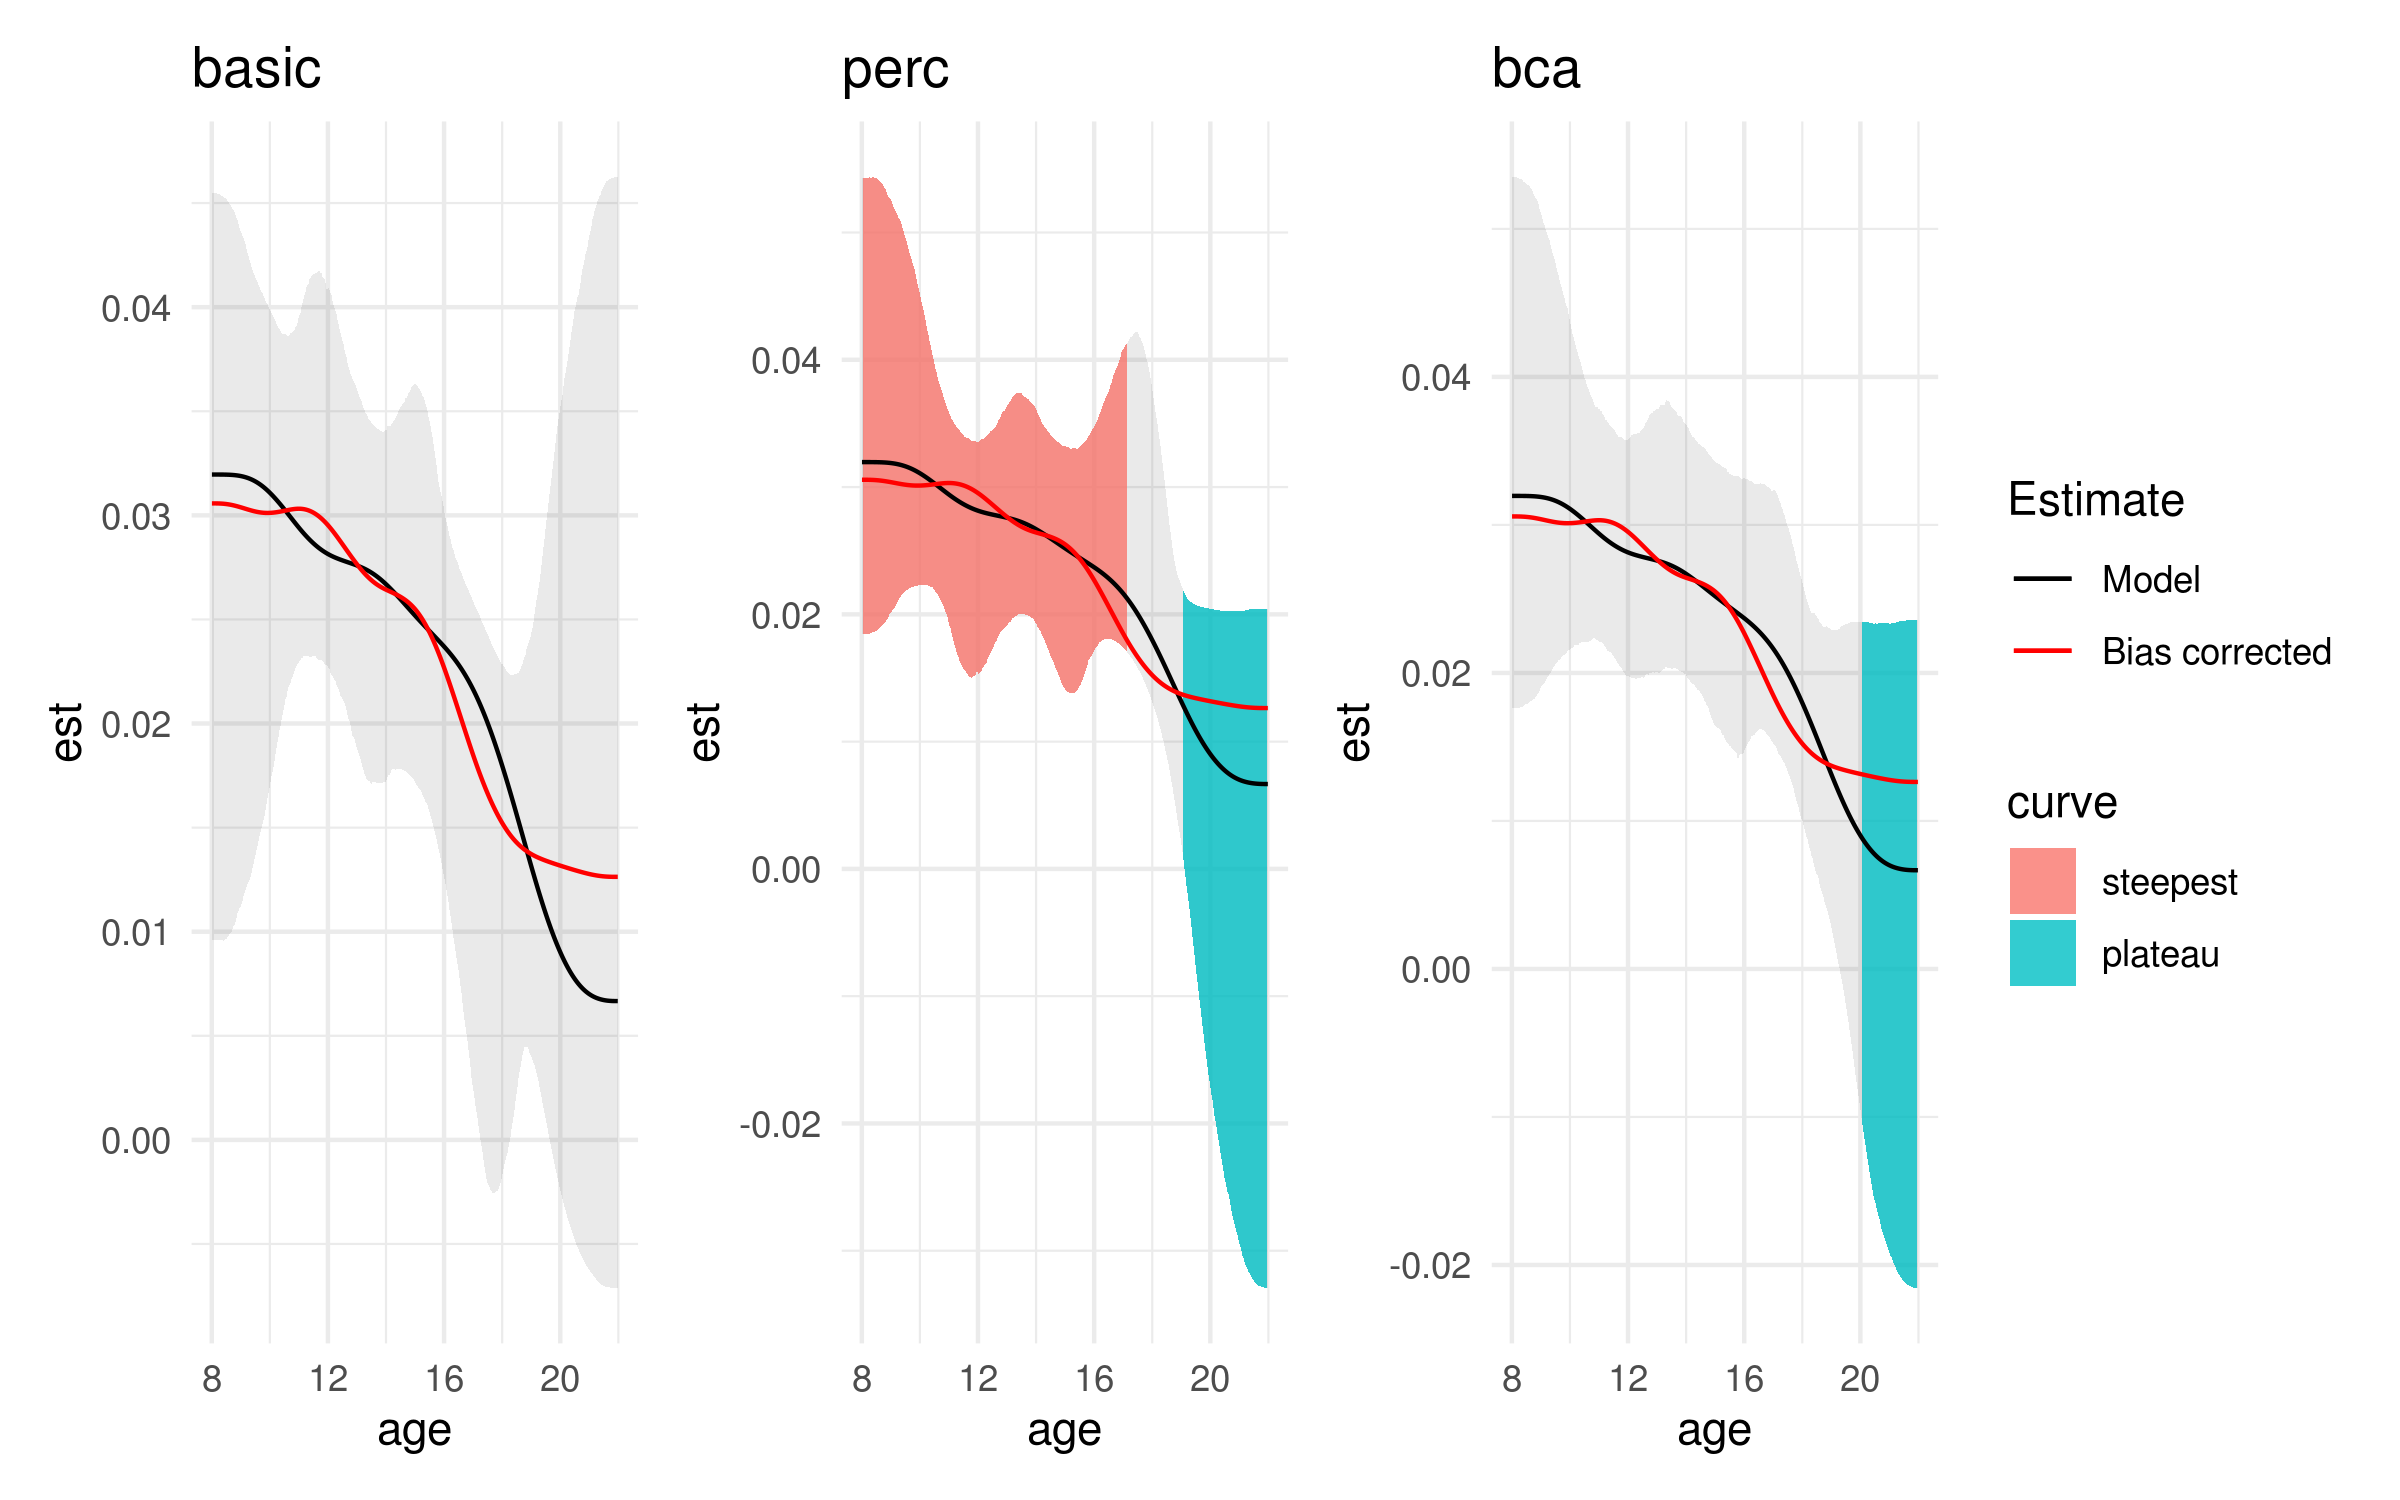 basic
perc
bca
est
0.04
0.03
0.02
0.01
0.00
8 12 16 20
age
est
0.04
0.02
0.00
-0.02
8 12 16 20
age
est
0.04
0.02
0.00
-0.02
8 12 16 20
age
Estimate
Model
Bias corrected
curve
steepest
plateau